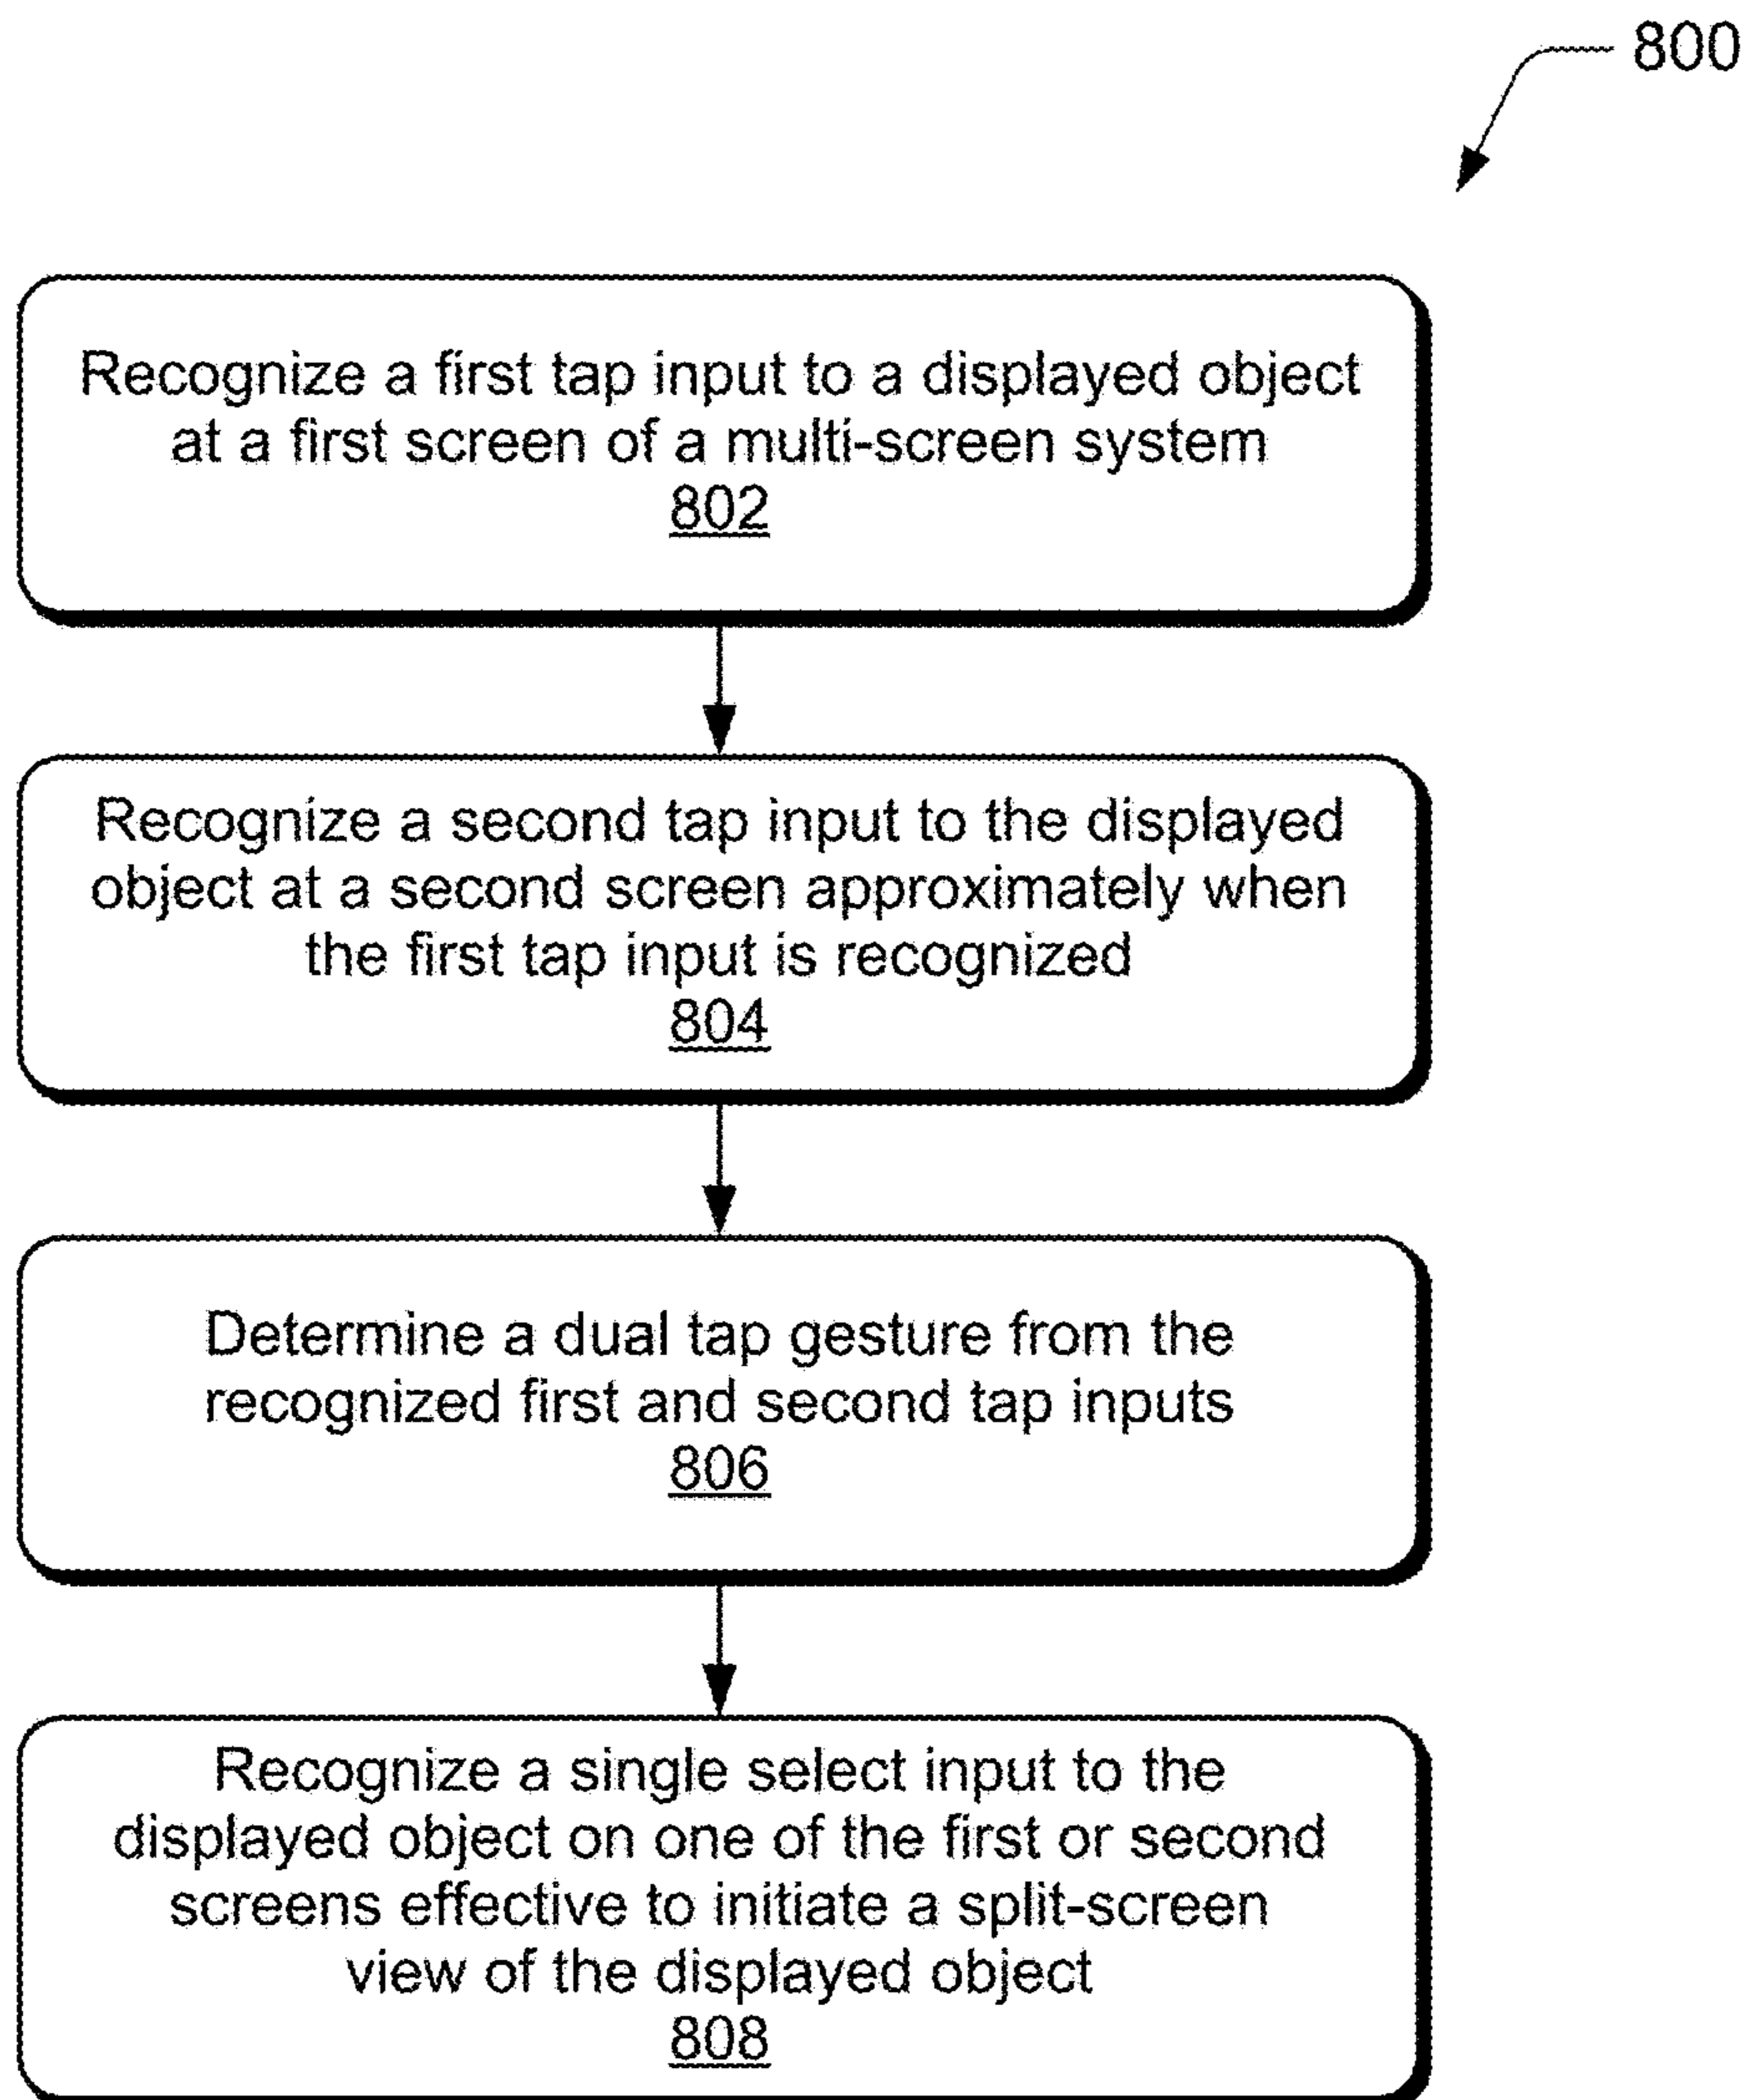 800
Recognize a first tap input to a displayed object
at a first screen of a multi-screen system
802
Recognize a second tap input to the displayed
object at a second screen approximately when
the first tap input is recognized
804
Determine a dual tap gesture from the
recognized first and second tap inputs
806
Recognize a single select input to the
displayed object on one of the first or second
screens effective to initiate a split-screen
view of the displayed object
808